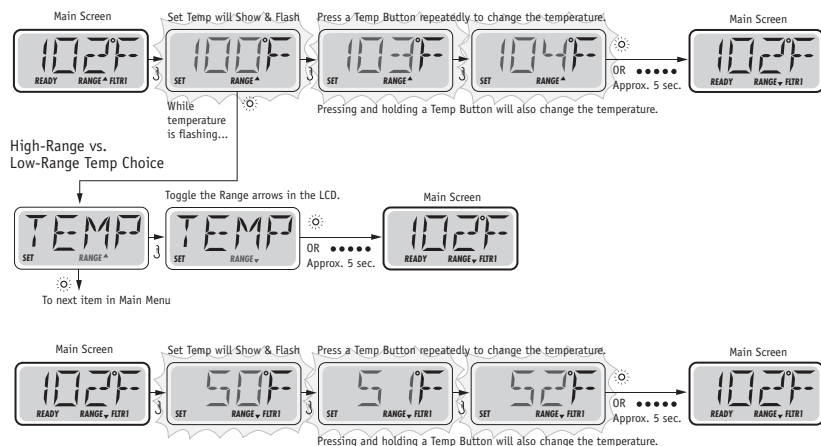 Main Screen
Set Temp will Show & Flash
Press a Temp Button repeatedly to change the temperature.
Main Screen
102°F
READY RANGE FLTR1
100°F
SET RANGE
103°F
SET RANGE
104°F
SET RANGE
OR
Approx. 5 sec.
102°F
READY RANGE FLTR1
While
temperature
is flashing...
Pressing and holding a Temp Button will also change the temperature.
High-Range vs.
Low-Range Temp Choice
Toggle the Range arrows in the LCD.
Main Screen
TEMP
SET RANGE
TEMP
SET RANGE
OR
Approx. 5 sec.
102°F
READY RANGE FLTR1
To next item in Main Menu
Main Screen
Set Temp will Show & Flash
Press a Temp Button repeatedly to change the temperature.
Main Screen
102°F
READY RANGE FLTR1
50°F
SET RANGE FLTR1
51°F
SET RANGE FLTR1
52°F
SET RANGE FLTR1
OR
Approx. 5 sec.
102°F
READY RANGE FLTR1
Pressing and holding a Temp Button will also change the temperature.